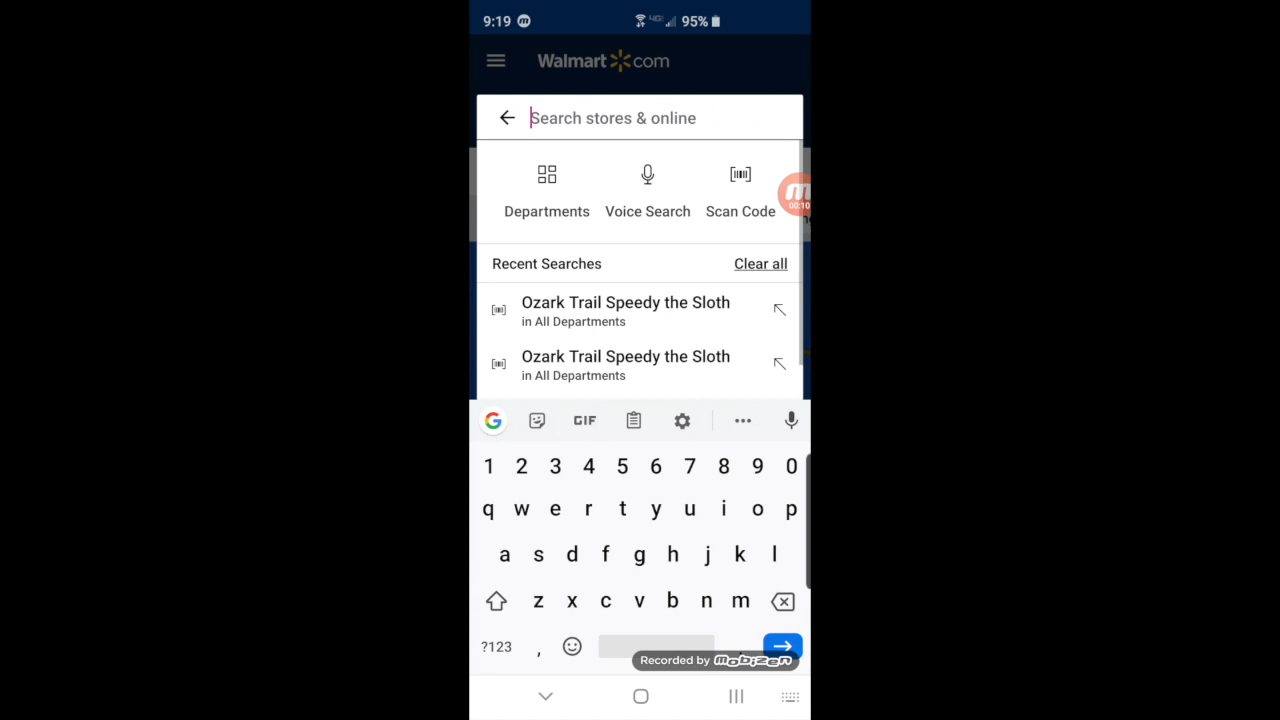 9:19 95%
Walmart com
Search stores & online
Departments Voice Search Scan Code
00:10
Recent Searches Clear all
Ozark Trail Speedy the Sloth
in All Departments
Ozark Trail Speedy the Sloth
in All Departments
GIF
1 2 3 4 5 6 7 8 9 0
q w e r t y u i o p
a s d f g h j k l
z x c v b n m
?123 ,
Recorded by mobizen